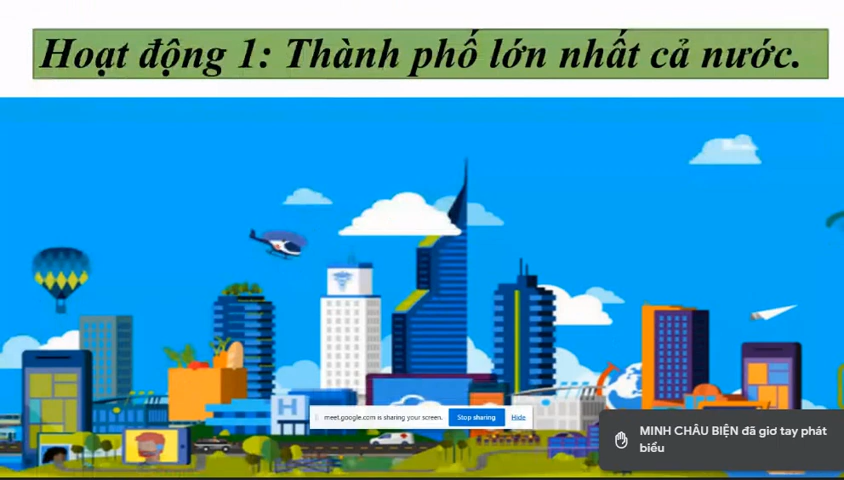 Hoạt động 1: Thành phố lớn nhất cả nước.
H
meet.google.com is sharing your screen. Stop sharing Hide
MINH CHÂU BIỆN đã giơ tay phát
biểu